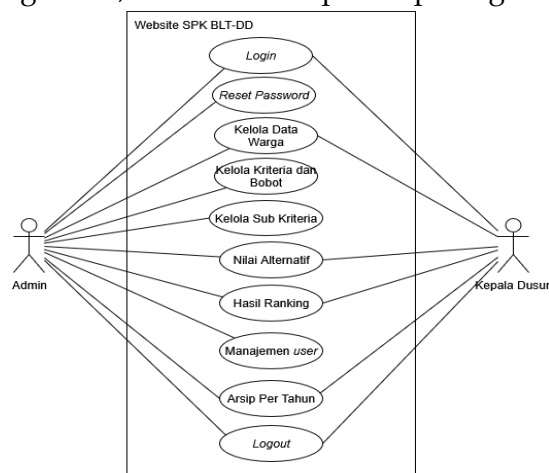 Website SPK BLT-DD
Login
Reset Password
Kelola Data
Warga
Kelola Kriteria dan
Bobot
Kelola Sub Kriteria
Nilai Alternatif
Admin
Kepala Dusun
Hasil Ranking
Manajemen user
Arsip Per Tahun
Logout